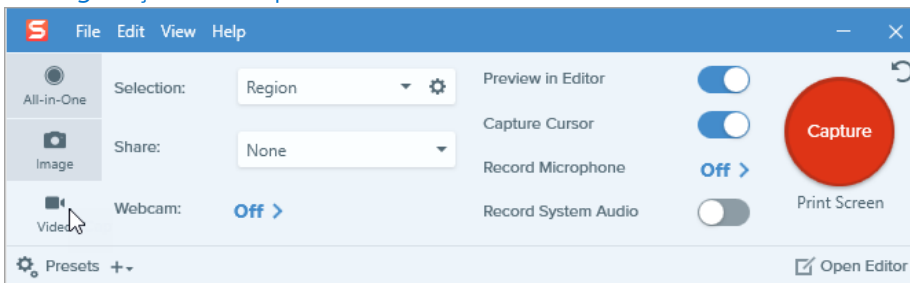 S File Edit View Help
All-in-One
Image
Video
Selection: Region
Share: None
Webcam: Off >
Preview in Editor
Capture Cursor
Record Microphone Off >
Record System Audio
Capture
Print Screen
Presets
Open Editor